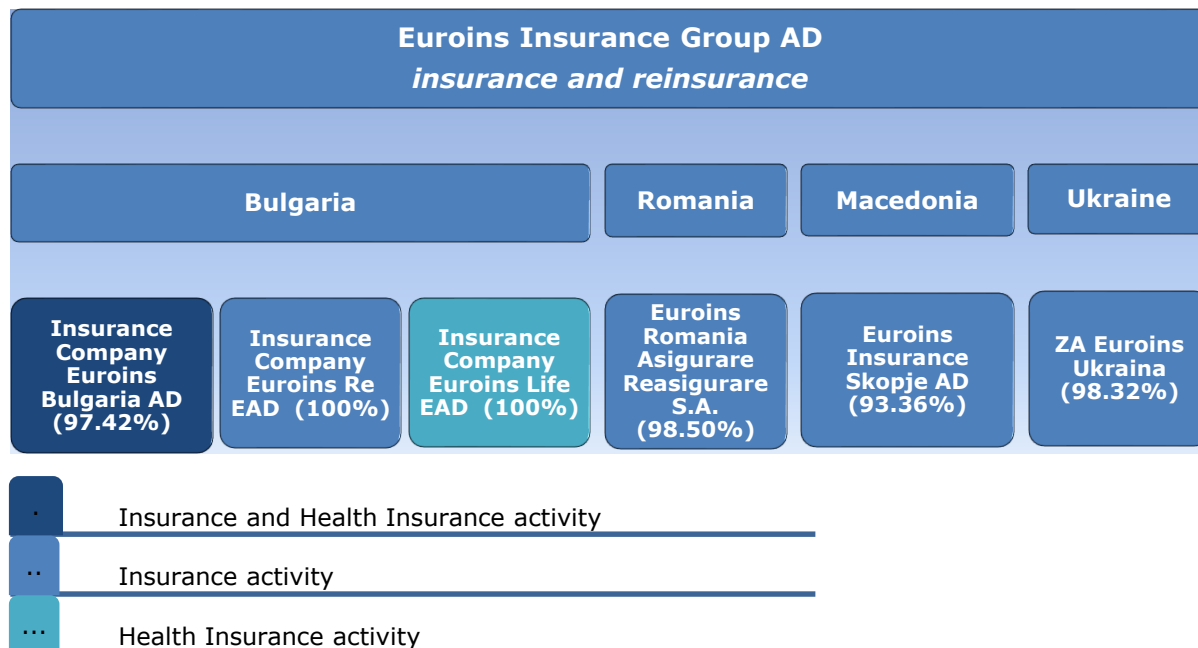 Euroins Insurance Group AD
insurance and reinsurance
Bulgaria
Romania
Macedonia
Ukraine
Insurance
Company
Euroins
Bulgaria AD
(97.42%)
Insurance
Company
Euroins Re
EAD (100%)
Insurance
Company
Euroins Life
EAD (100%)
Euroins
Romania
Asigurare
Reasigurare
S.A.
(98.50%)
Euroins
Insurance
Skopje AD
(93.36%)
ZA Euroins
Ukraina
(98.32%)
. Insurance and Health Insurance activity
.. Insurance activity
... Health Insurance activity